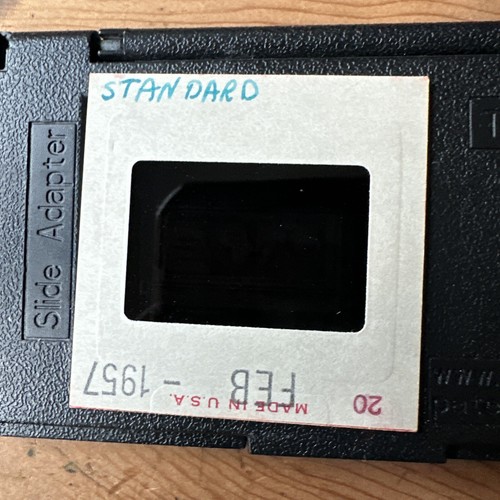 STANDARD
Slide Adapter
FEB - 1957
MADE IN U.S.A.
20